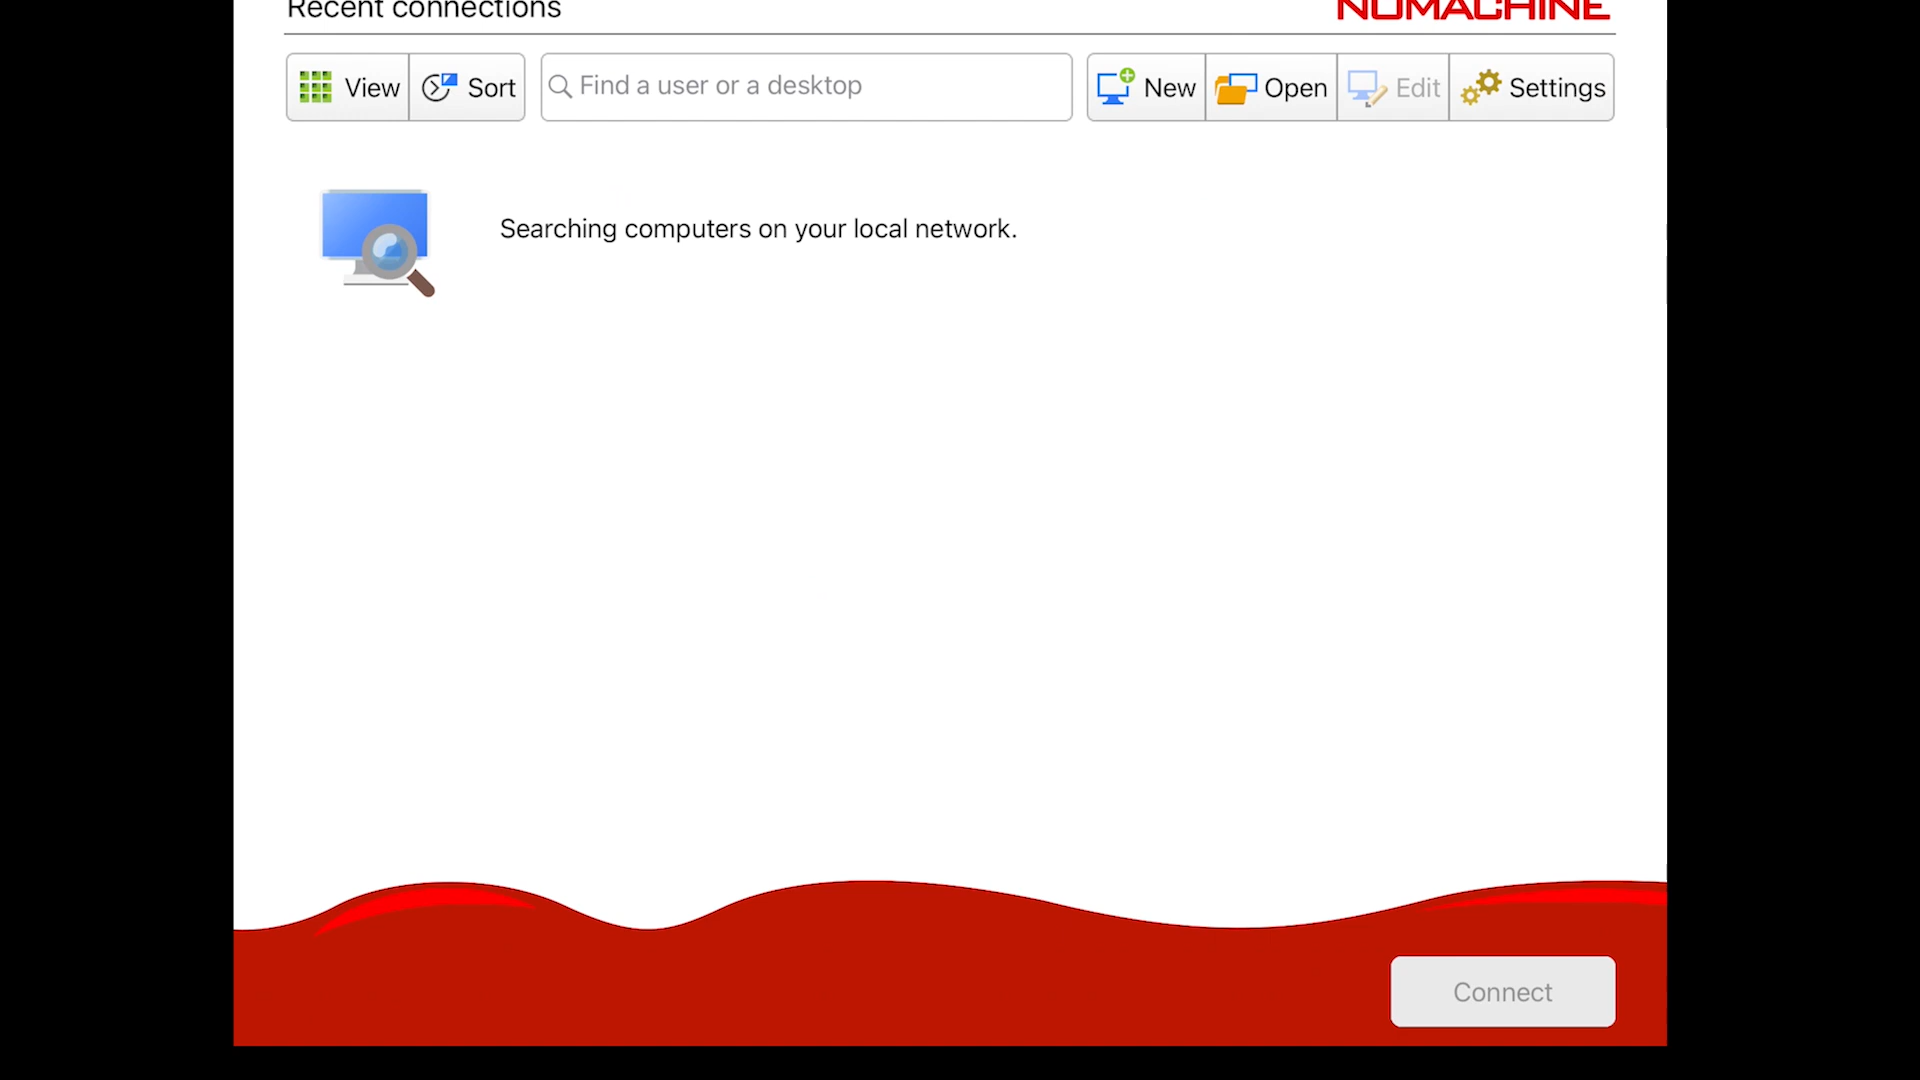 Recent connections
NOMACHINE
View Sort Find a user or a desktop New Open Edit Settings
Searching computers on your local network.
Connect